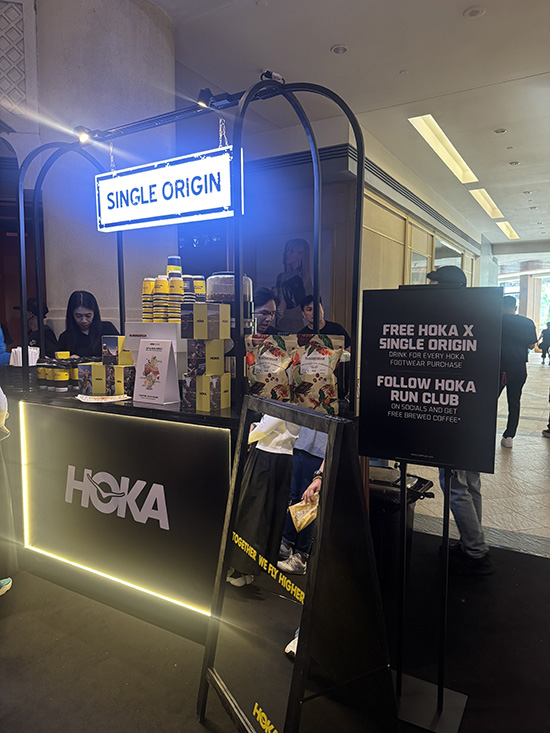 SINGLE ORIGIN
HOKA
FREE HOKA X
SINGLE ORIGIN
DRINK FOR EVERY HOKA
FOOTWEAR PURCHASE
FOLLOW HOKA
RUN CLUB
ON SOCIALS AND GET
FREE BREWED COFFEE*
TOGETHER WE FLY HIGHER
HOKA